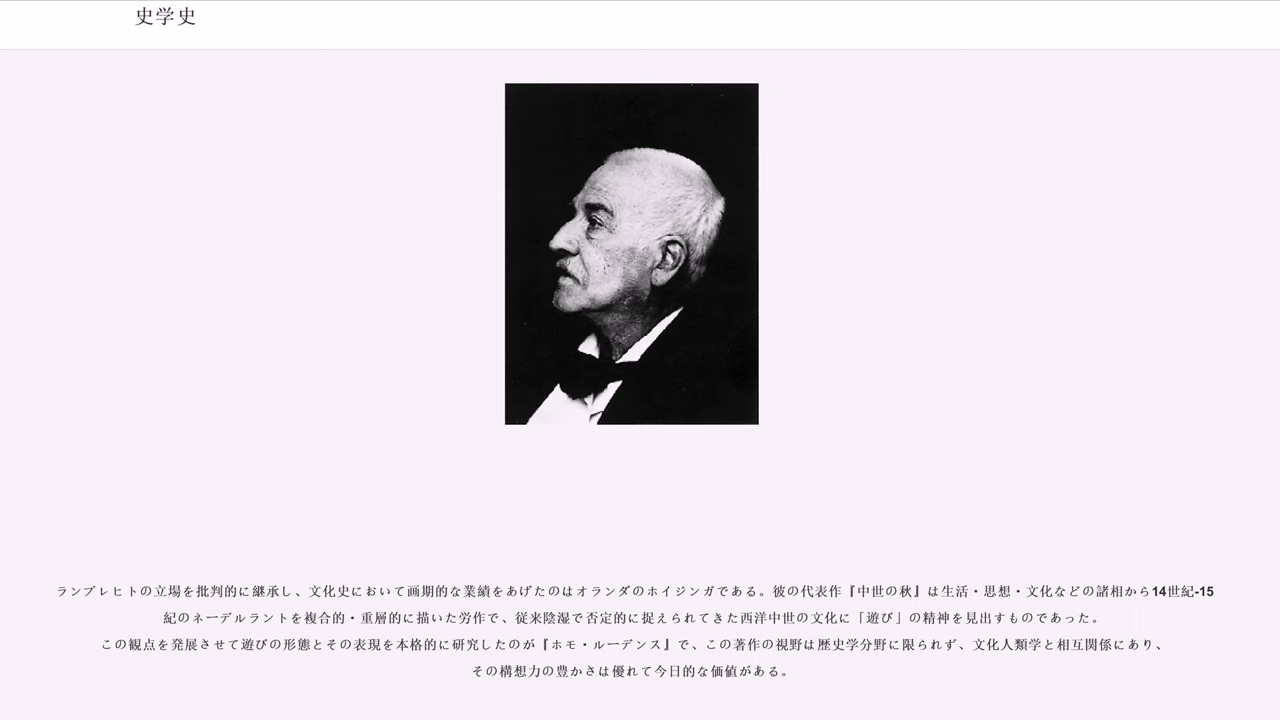 史学史
ランブレヒトの立場を批判的に継承し、文化史において画期的な業績をあげたのはオランダのホイジンガである。彼の代表作『中世の秋』は生活・思想・文化などの諸相から14世紀-15
紀のネーデルラントを複合的・重層的に描いた労作で、従来陰湿で否定的に捉えられてきた西洋中世の文化に「遊び」の精神を見出すものであった。
この観点を発展させて遊びの形態とその表現を本格的に研究したのが『ホモ・ルーデンス』で、この著作の視野は歴史学分野に限られず、文化人類学と相互関係にあり、
その構想力の豊かさは優れて今日的な価値がある。